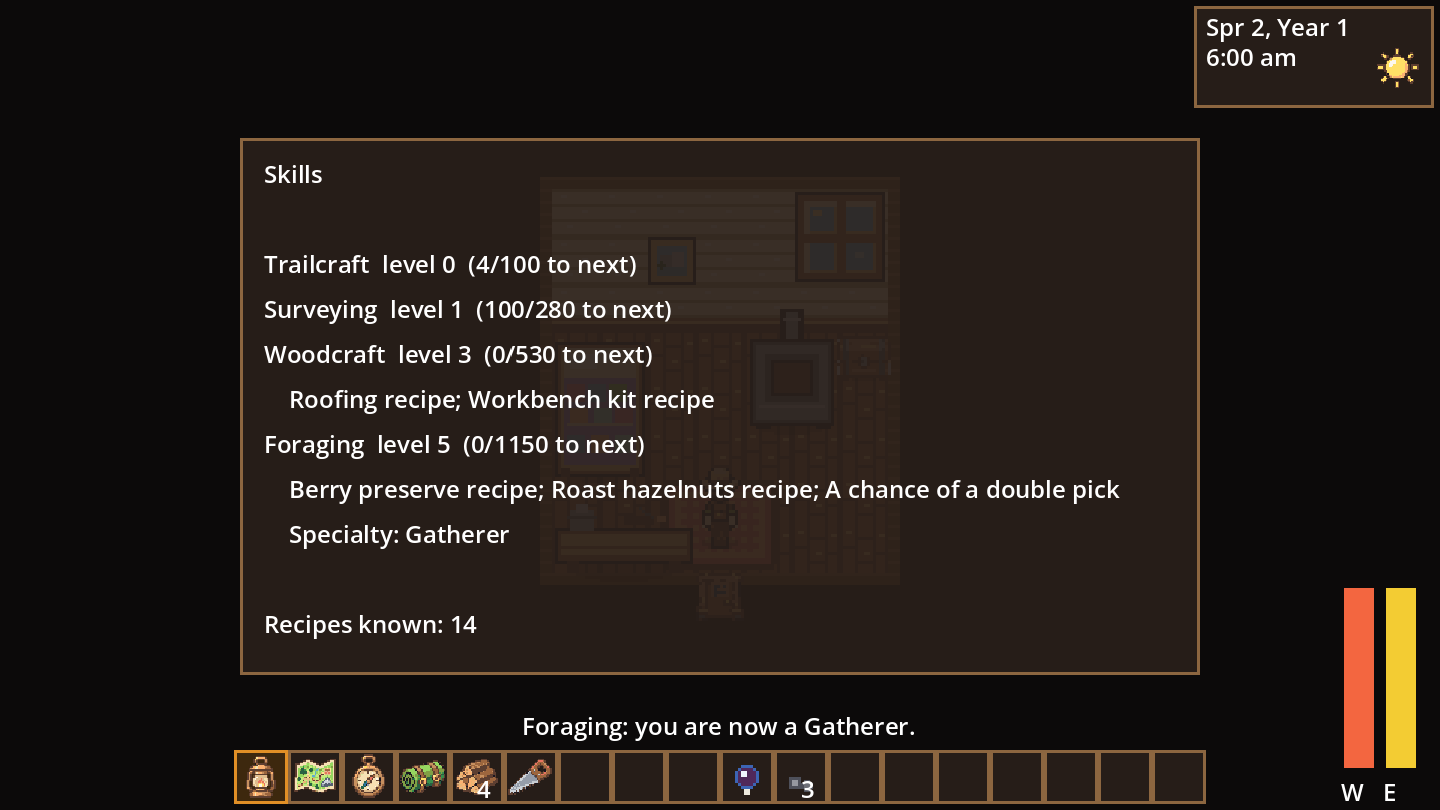 Spr 2, Year 1
6:00 am
Skills
Trailcraft level 0 (4/100 to next)
Surveying level 1 (100/280 to next)
Woodcraft level 3 (0/530 to next)
Roofing recipe; Workbench kit recipe
Foraging level 5 (0/1150 to next)
Berry preserve recipe; Roast hazelnuts recipe; A chance of a double pick
Specialty: Gatherer
Recipes known: 14
Foraging: you are now a Gatherer.
4
3
W E